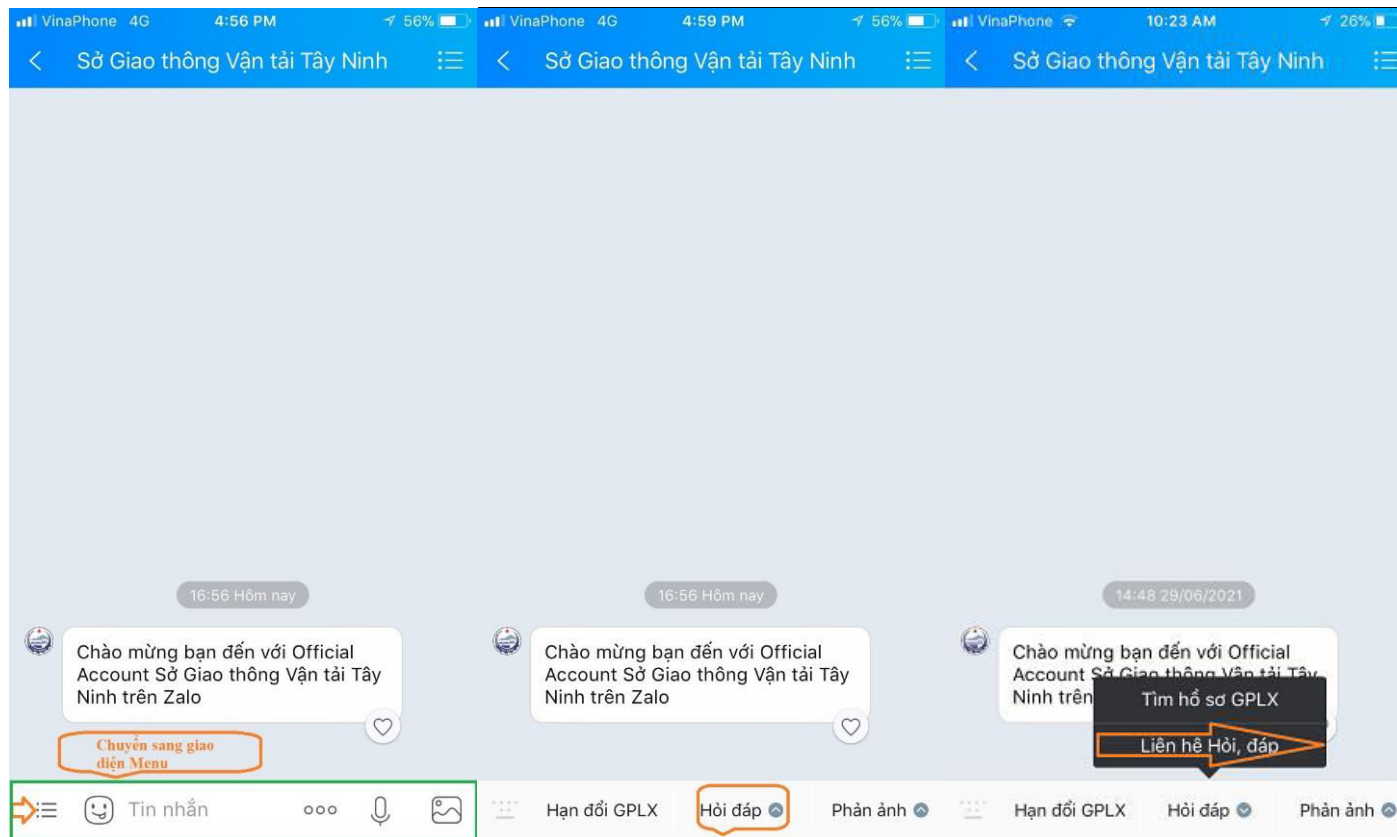 VinaPhone 4G 4:56 PM 56%
Sở Giao thông Vận tải Tây Ninh
16:56 Hôm nay
Chào mừng bạn đến với Official
Account Sở Giao thông Vận tải Tây
Ninh trên Zalo
Chuyển sang giao
diện Menu
Tin nhắn
VinaPhone 4G 4:59 PM 56%
Sở Giao thông Vận tải Tây Ninh
16:56 Hôm nay
Chào mừng bạn đến với Official
Account Sở Giao thông Vận tải Tây
Ninh trên Zalo
Hạn đổi GPLX Hỏi đáp Phản ảnh
VinaPhone 10:23 AM 26%
Sở Giao thông Vận tải Tây Ninh
14:48 29/06/2021
Chào mừng bạn đến với Official
Account Sở Giao thông Vận tải Tây
Ninh trên
Tìm hồ sơ GPLX
Liên hệ Hỏi, đáp
Hạn đổi GPLX Hỏi đáp Phản ảnh